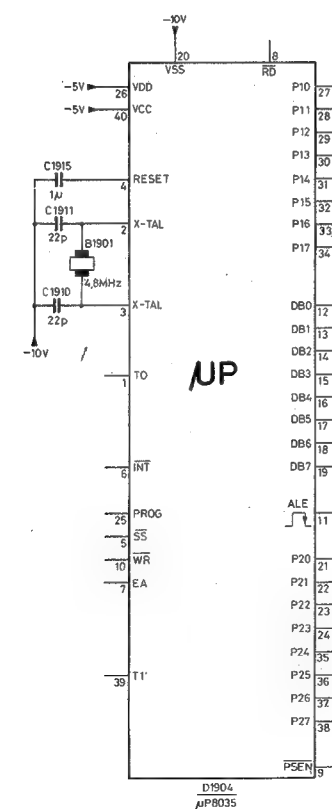 -10V
20
8
VSS
RD
-5V
26
VDD
-5V
40
VCC
C1915
1µ
4
RESET
C1911
22p
2
X-TAL
B1901
4,8MHz
C1910
22p
3
X-TAL
-10V
1
TO
µP
6
INT
25
PROG
5
SS
10
WR
7
EA
39
T1
P10
27
P11
28
P12
29
P13
30
P14
31
P15
32
P16
33
P17
34
DB0
12
DB1
13
DB2
14
DB3
15
DB4
16
DB5
17
DB6
18
DB7
19
ALE
11
P20
21
P21
22
P22
23
P23
24
P24
35
P25
36
P26
37
P27
38
PSEN
9
D1904
µP8035